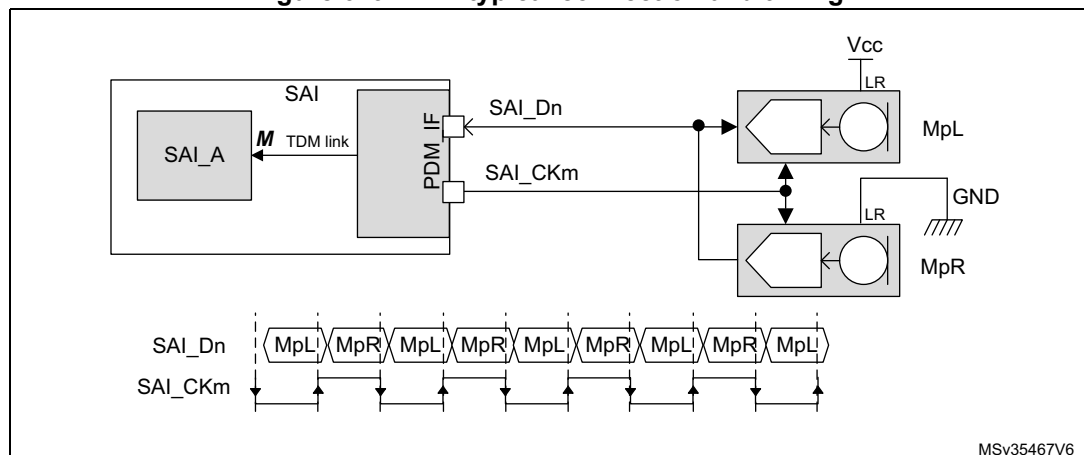 Vcc
LR
SAI
SAI_Dn
MpL
PDM_IF
SAI_A
M
TDM link
SAI_CKm
GND
LR
MpR
SAI_Dn
MpL
MpR
MpL
MpR
MpL
MpR
MpL
MpR
MpL
SAI_CKm
MSv35467V6